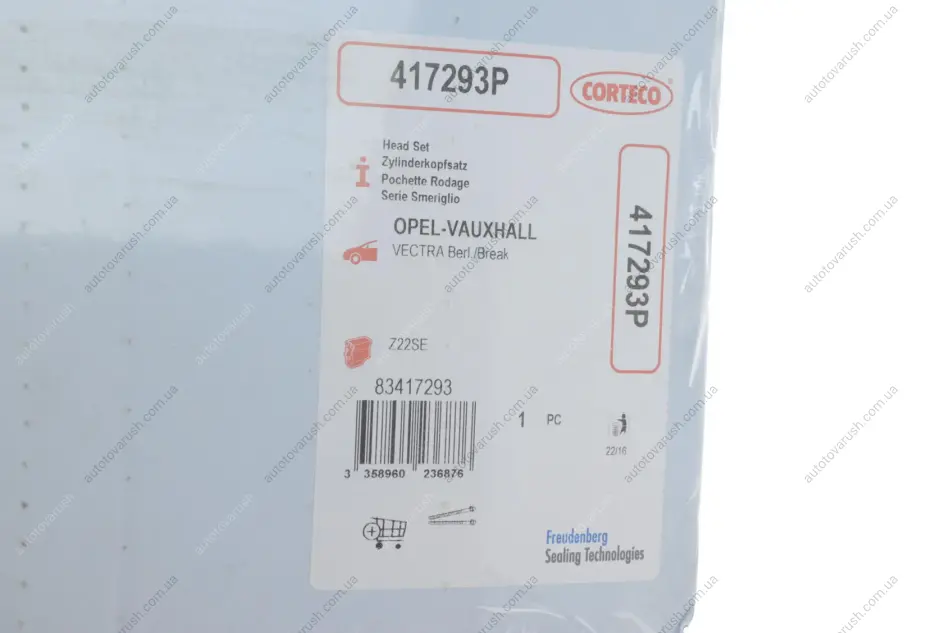 417293P
CORTECO
Head Set
Zylinderkopfsatz
Pochette Rodage
Serie Smeriglio
OPEL-VAUXHALL
VECTRA Berl./Break
417293P
Z22SE
83417293
1 PC
22/16
3 358960 236876
Freudenberg
Sealing Technologies
autotovarush.com.ua